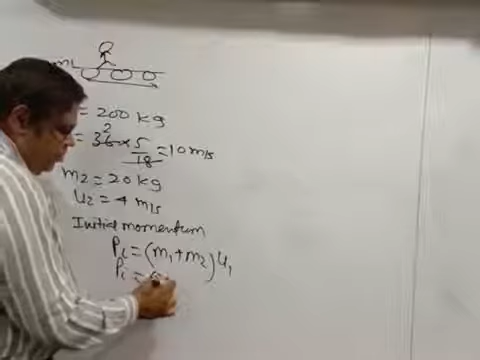 m1
= 200 kg
= 36 2 × 5/18 = 10 m/s
m2 = 20 kg
u2 = 4 m/s
Initial momentum
Pi = (m1 + m2) u1
Pi =